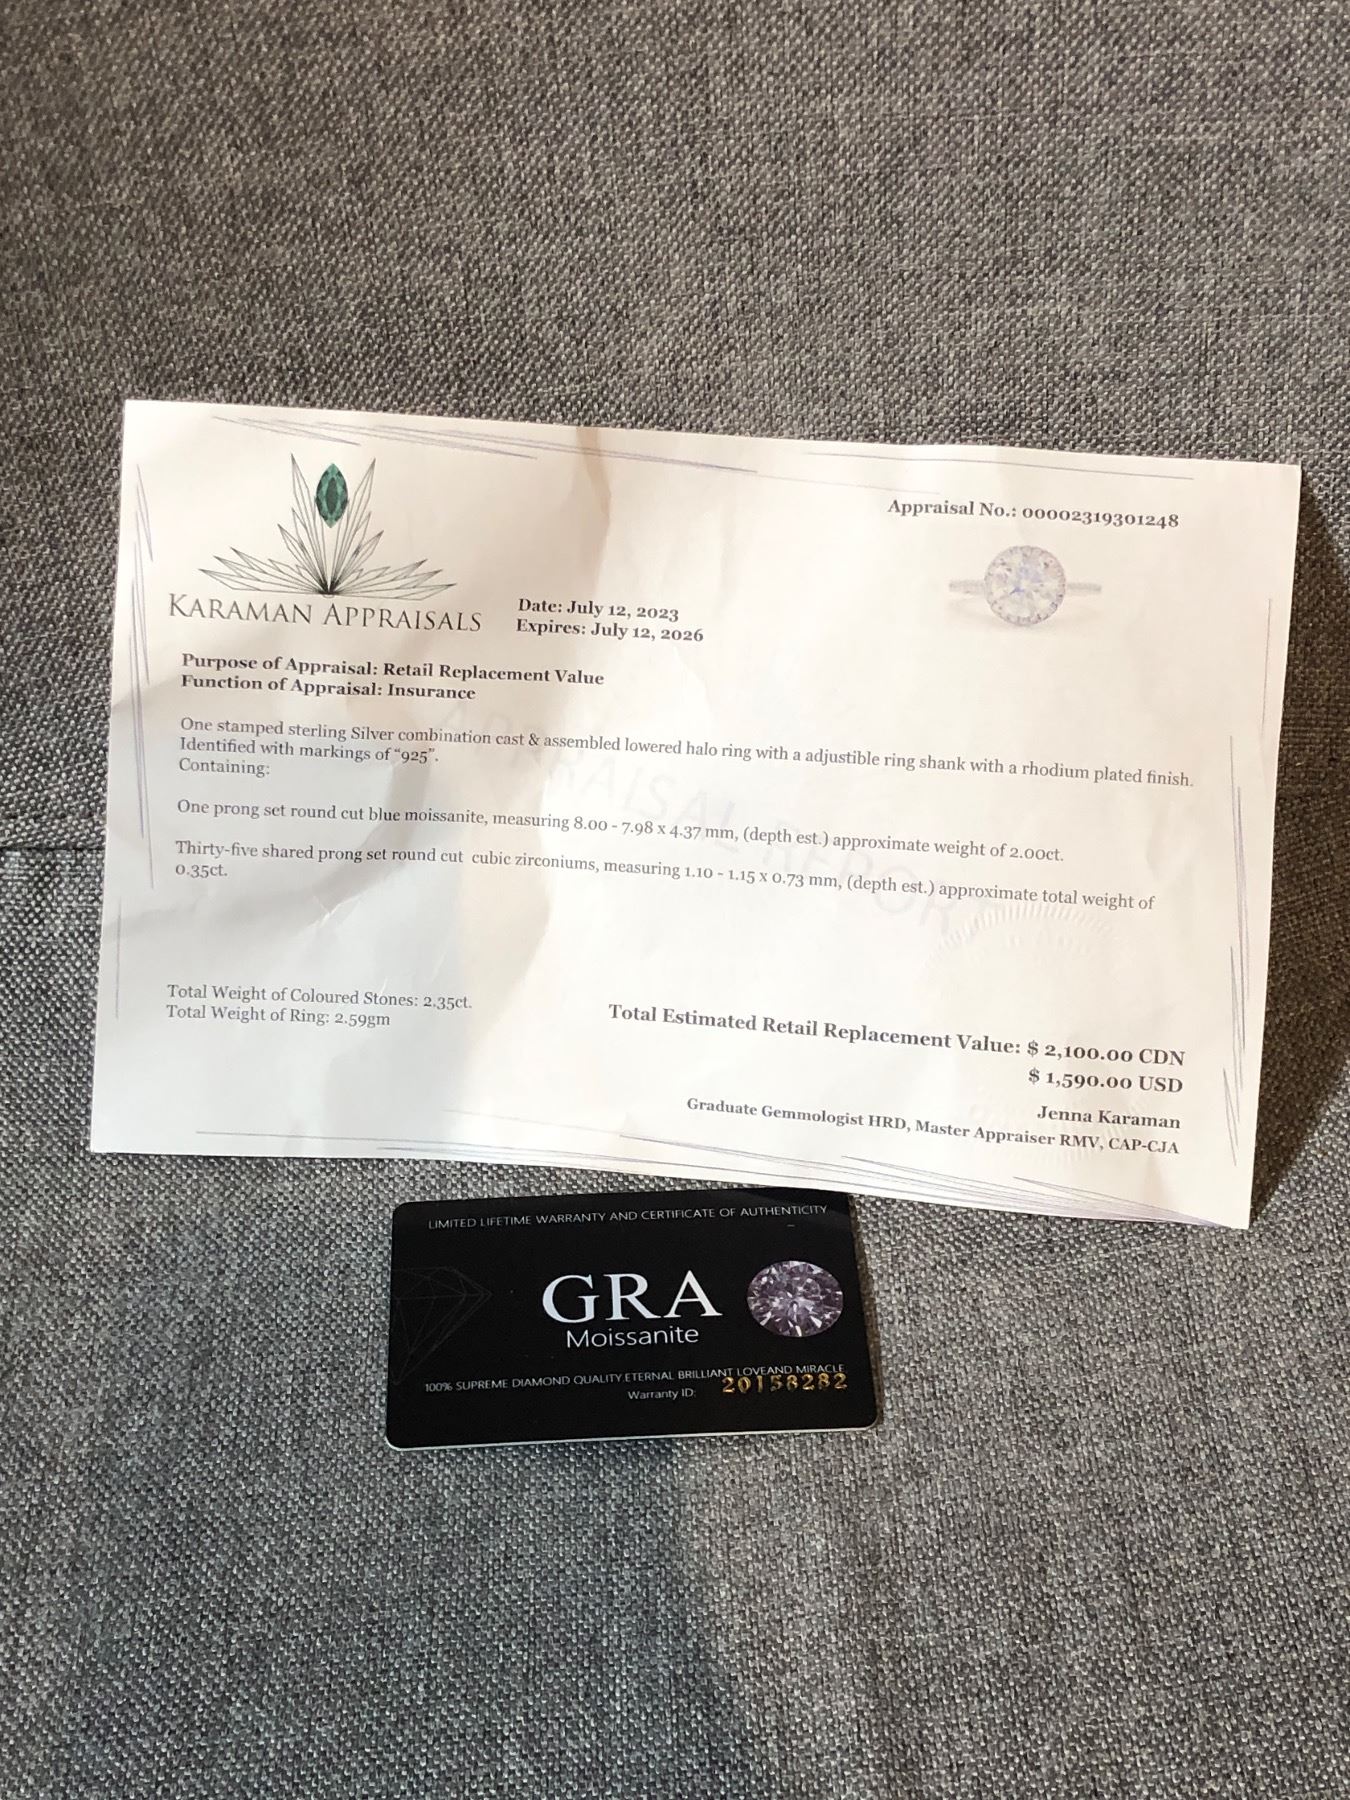 Appraisal No.: 00002319301248
KARAMAN APPRAISALS
Date: July 12, 2023
Expires: July 12, 2026
Purpose of Appraisal: Retail Replacement Value
Function of Appraisal: Insurance
APPRAISAL REPORT
One stamped sterling Silver combination cast & assembled lowered halo ring with a adjustible ring shank with a rhodium plated finish.
Identified with markings of “925”.
Containing:
One prong set round cut blue moissanite, measuring 8.00 - 7.98 x 4.37 mm, (depth est.) approximate weight of 2.00ct.
Thirty-five shared prong set round cut cubic zirconiums, measuring 1.10 - 1.15 x 0.73 mm, (depth est.) approximate total weight of
0.35ct.
Total Weight of Coloured Stones: 2.35ct.
Total Weight of Ring: 2.59gm
Total Estimated Retail Replacement Value: $ 2,100.00 CDN
$ 1,590.00 USD
Jenna Karaman
Graduate Gemmologist HRD, Master Appraiser RMV, CAP-CJA
LIMITED LIFETIME WARRANTY AND CERTIFICATE OF AUTHENTICITY
GRA
Moissanite
100% SUPREME DIAMOND QUALITY.ETERNAL BRILLIANT LOVEAND MIRACLE
Warranty ID: 20158282